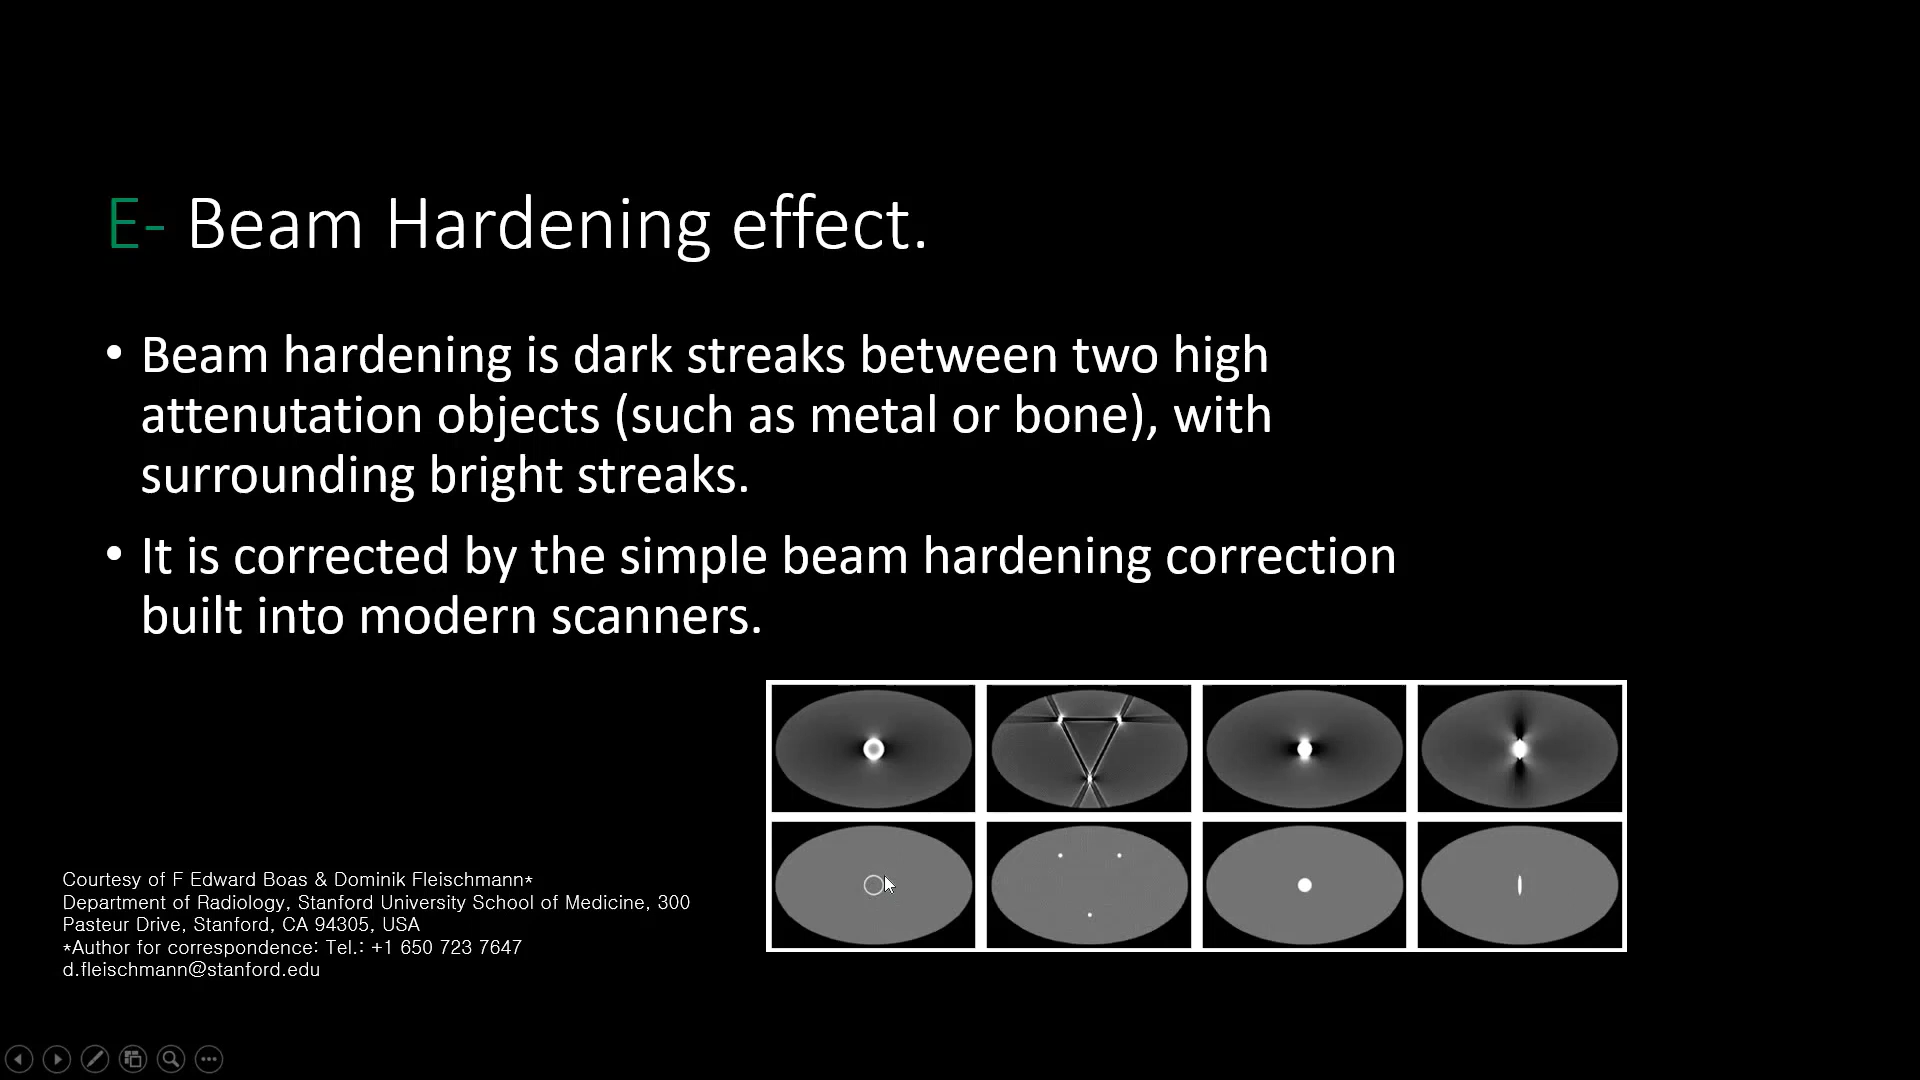 E- Beam Hardening effect.
• Beam hardening is dark streaks between two high
attenutation objects (such as metal or bone), with
surrounding bright streaks.
• It is corrected by the simple beam hardening correction
built into modern scanners.
Courtesy of F Edward Boas & Dominik Fleischmann*
Department of Radiology, Stanford University School of Medicine, 300
Pasteur Drive, Stanford, CA 94305, USA
*Author for correspondence: Tel.: +1 650 723 7647
d.fleischmann@stanford.edu